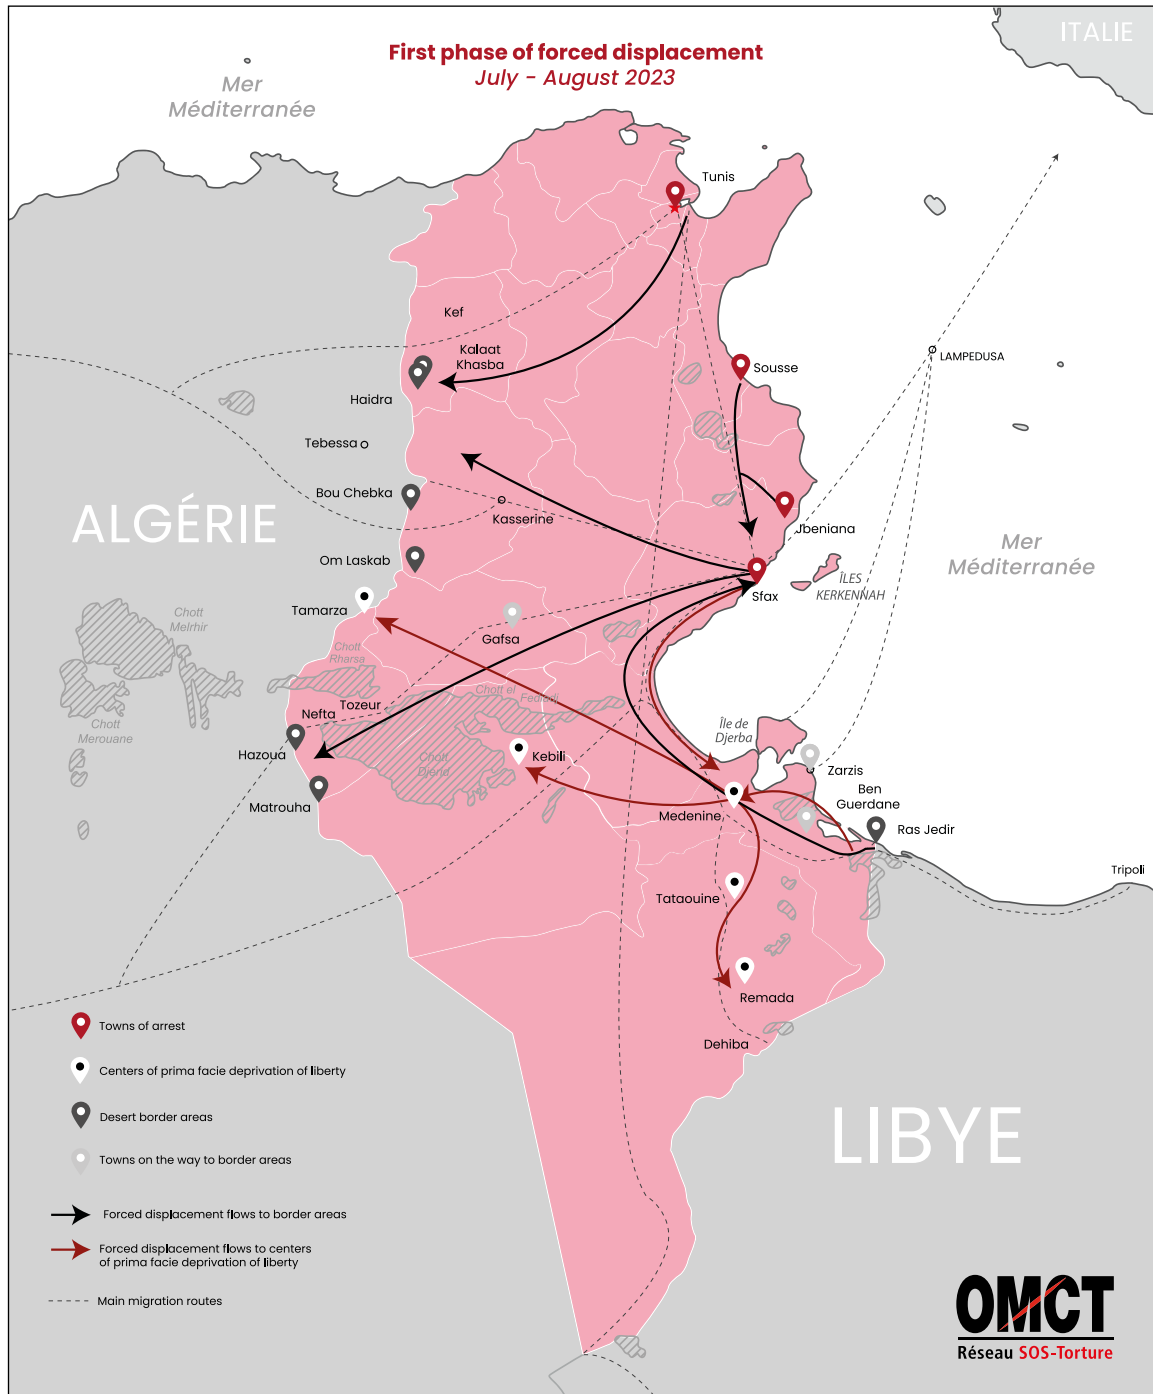 ITALIE
First phase of forced displacement
July - August 2023
Mer
Méditerranée
Tunis
Kef
Kalaat
Khasba
Sousse
LAMPEDUSA
Haidra
Tebessa
Bou Chebka
Kasserine
Jbeniana
ALGÉRIE
Mer
Méditerranée
Om Laskab
ÎLES
KERKENNAH
Sfax
Tamarza
Chott
Melrhir
Gafsa
Chott
Rharsa
Chott el
Fedjadj
Tozeur
Nefta
Chott
Merouane
Île de
Djerba
Hazoua
Kebili
Chott
Djerid
Zarzis
Ben
Guerdane
Matrouha
Medenine
Ras Jedir
Tripoli
Tataouine
Remada
Dehiba
LIBYE
Towns of arrest
Centers of prima facie deprivation of liberty
Desert border areas
Towns on the way to border areas
Forced displacement flows to border areas
Forced displacement flows to centers
of prima facie deprivation of liberty
Main migration routes
OMCT
Réseau SOS-Torture